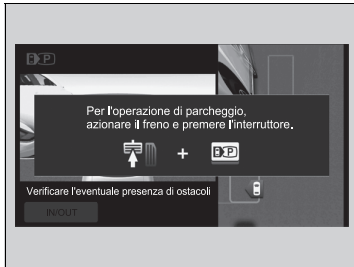 P
Per l'operazione di parcheggio,
azionare il freno e premere l'interruttore.
+ P
Verificare l'eventuale presenza di ostacoli
IN/OUT